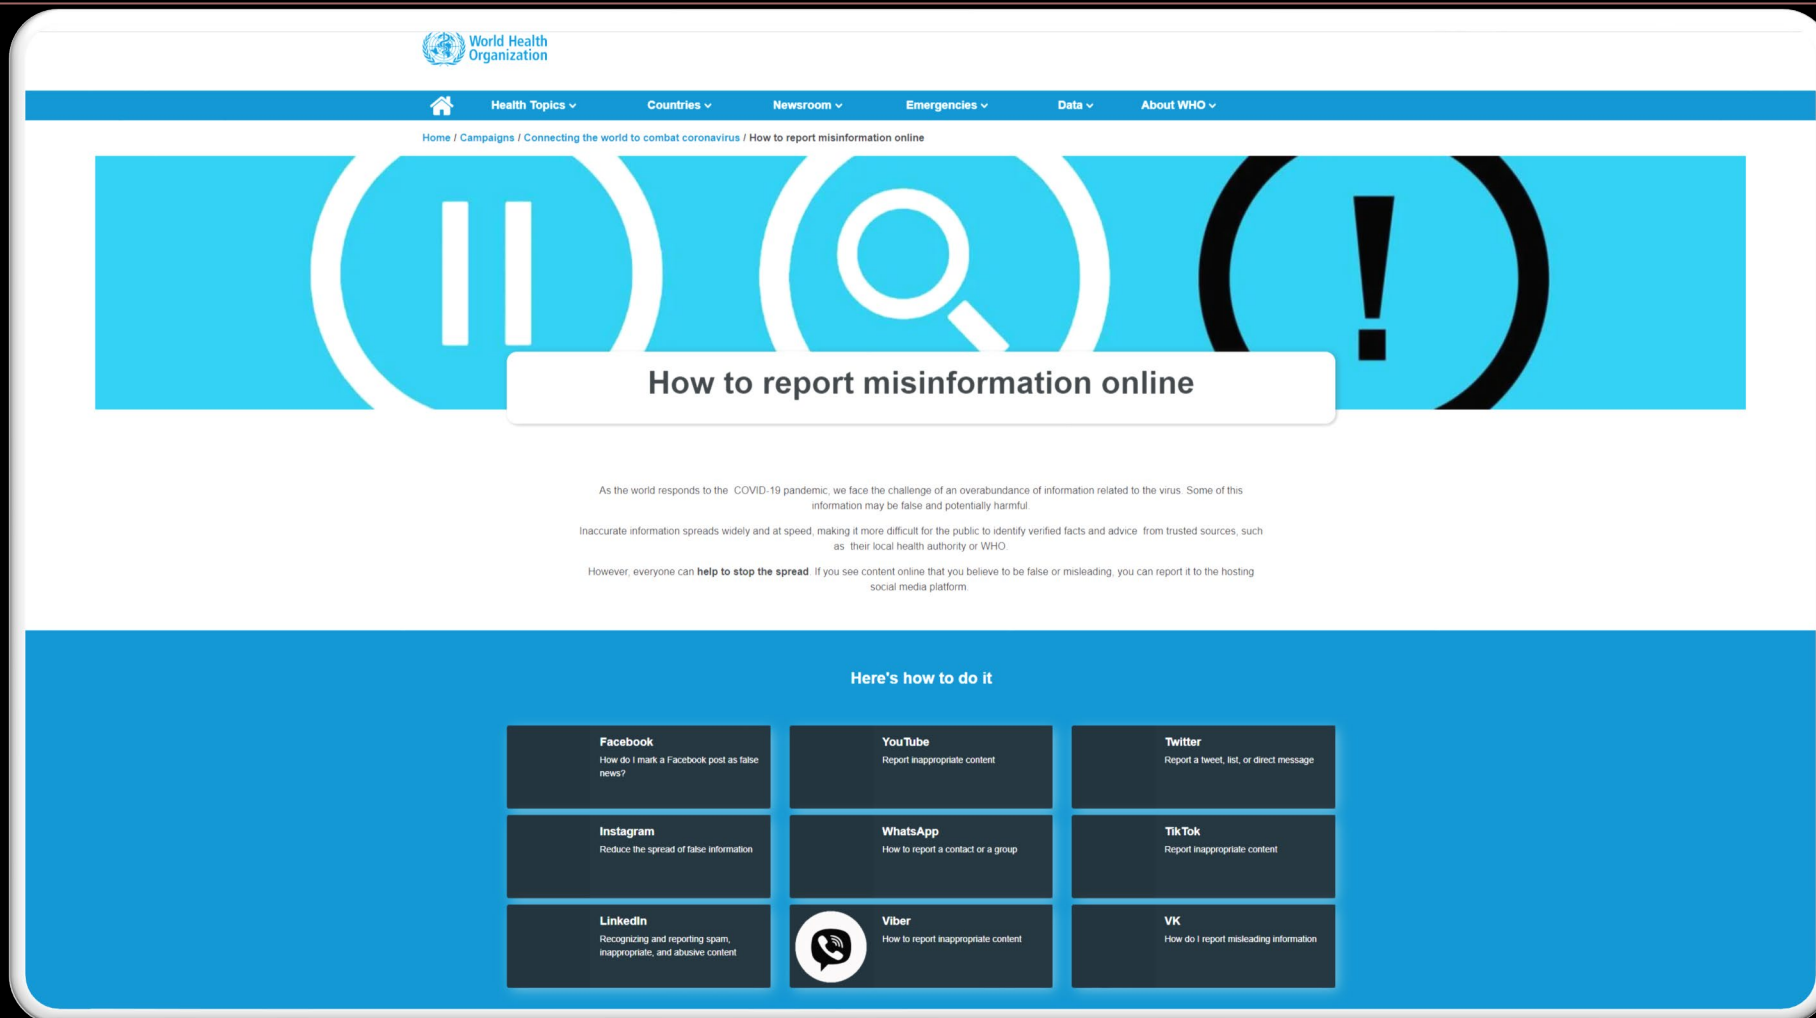 World Health
Organization
Health Topics
Countries
Newsroom
Emergencies
Data
About WHO
Home / Campaigns / Connecting the world to combat coronavirus / How to report misinformation online
How to report misinformation online
As the world responds to the COVID-19 pandemic, we face the challenge of an overabundance of information related to the virus. Some of this
information may be false and potentially harmful.
Inaccurate information spreads widely and at speed, making it more difficult for the public to identify verified facts and advice from trusted sources, such
as their local health authority or WHO.
However, everyone can help to stop the spread. If you see content online that you believe to be false or misleading, you can report it to the hosting
social media platform.
Here's how to do it
Facebook
How do I mark a Facebook post as false
news?
YouTube
Report inappropriate content
Twitter
Report a tweet, list, or direct message
Instagram
Reduce the spread of false information
WhatsApp
How to report a contact or a group
TikTok
Report inappropriate content
LinkedIn
Recognizing and reporting spam,
inappropriate, and abusive content
Viber
How to report inappropriate content
VK
How do I report misleading information